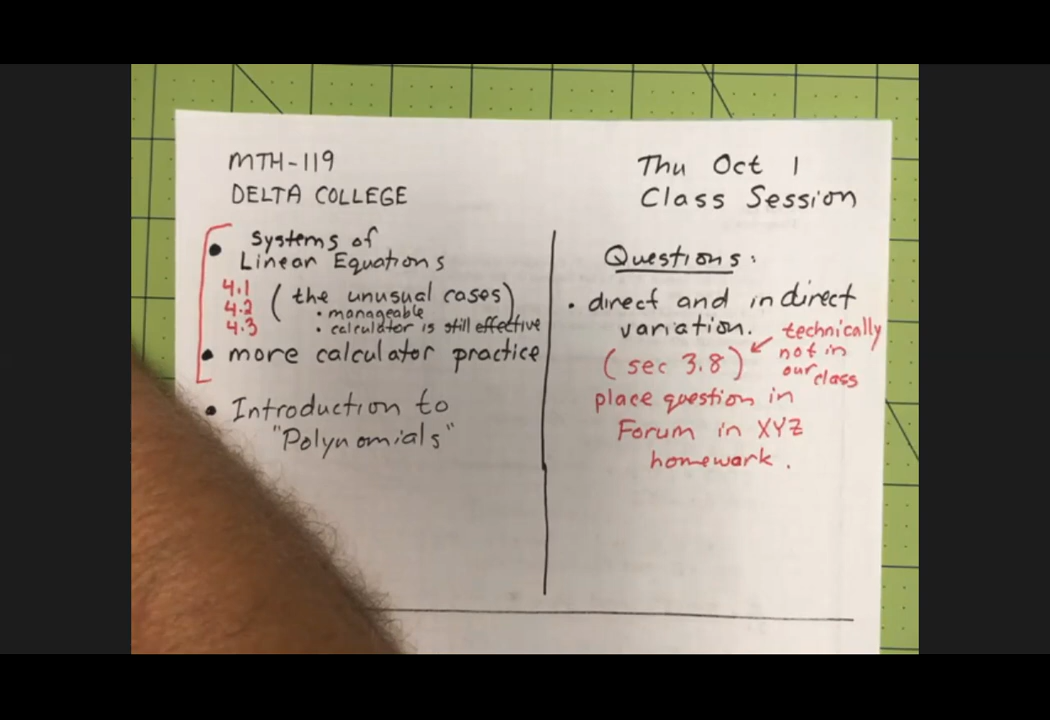 MTH-119
DELTA COLLEGE
Thu Oct 1
Class Session
• Systems of
Linear Equations
4.1 (the unusual cases)
4.2 • manageable
4.3 • calculator is still effective
• more calculator practice
• Introduction to
"Polynomials"
Questions:
• direct and indirect
variation.
(sec 3.8) technically
not in
our class
place question in
Forum in XYZ
homework.